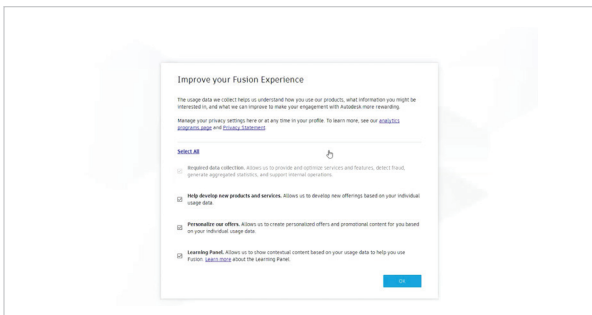 Improve your Fusion Experience
The usage data we collect helps us understand how you use our products, what information you might be
interested in, and what we can improve to make your engagement with Autodesk more rewarding.
Manage your privacy settings here or at any time in your profile. To learn more, see our analytics
programs page and Privacy Statement.
Select All
Required data collection. Allows us to provide and optimize services and features, detect fraud,
generate aggregated statistics, and support internal operations.
Help develop new products and services. Allows us to develop new offerings based on your individual
usage data.
Personalize our offers. Allows us to create personalized offers and promotional content for you based
on your individual usage data.
Learning Panel. Allows us to show contextual content based on your usage data to help you use
Fusion. Learn more about the Learning Panel.
OK